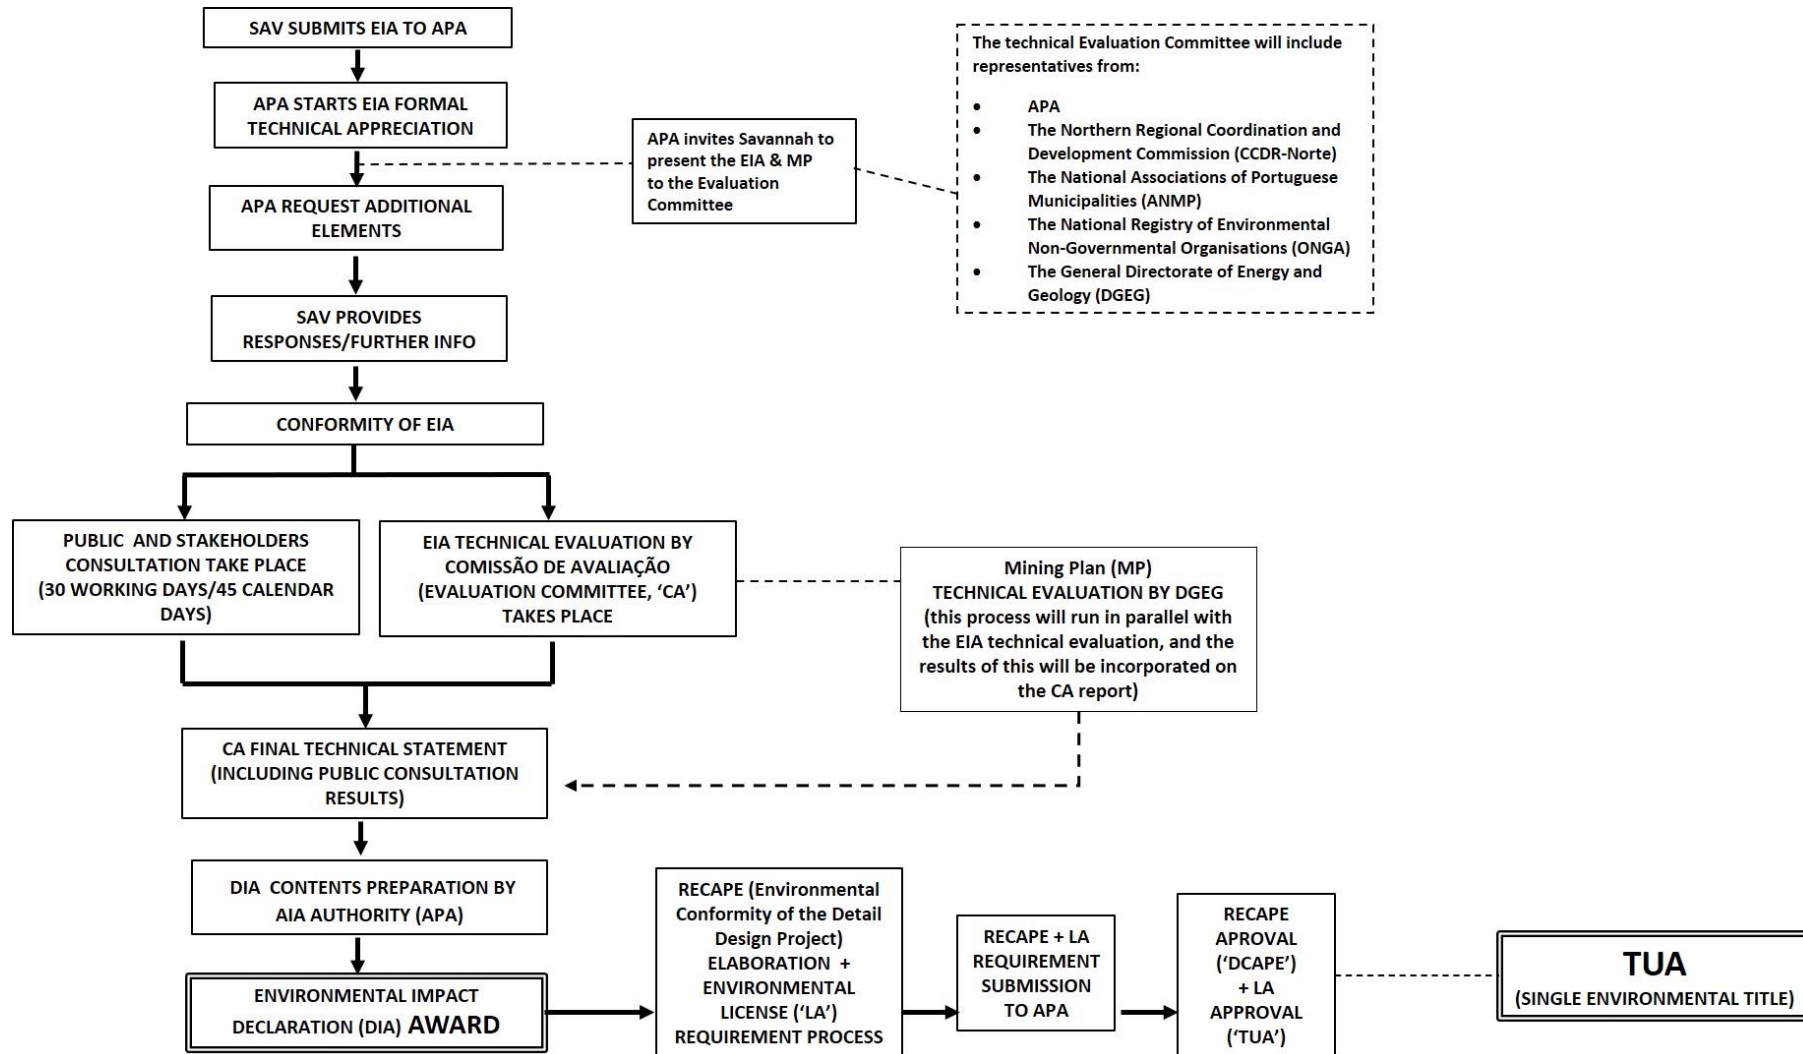 SAV SUBMITS EIA TO APA
APA STARTS EIA FORMAL
TECHNICAL APPRECIATION
APA invites Savannah to
present the EIA & MP
to the Evaluation
Committee
The technical Evaluation Committee will include
representatives from:
• APA
• The Northern Regional Coordination and
Development Commission (CCDR-Norte)
• The National Associations of Portuguese
Municipalities (ANMP)
• The National Registry of Environmental
Non-Governmental Organisations (ONGA)
• The General Directorate of Energy and
Geology (DGEG)
APA REQUEST ADDITIONAL
ELEMENTS
SAV PROVIDES
RESPONSES/FURTHER INFO
CONFORMITY OF EIA
PUBLIC AND STAKEHOLDERS
CONSULTATION TAKE PLACE
(30 WORKING DAYS/45 CALENDAR
DAYS)
EIA TECHNICAL EVALUATION BY
COMISSÃO DE AVALIAÇÃO
(EVALUATION COMMITTEE, ‘CA’)
TAKES PLACE
Mining Plan (MP)
TECHNICAL EVALUATION BY DGEG
(this process will run in parallel with
the EIA technical evaluation, and the
results of this will be incorporated on
the CA report)
CA FINAL TECHNICAL STATEMENT
(INCLUDING PUBLIC CONSULTATION
RESULTS)
DIA CONTENTS PREPARATION BY
AIA AUTHORITY (APA)
ENVIRONMENTAL IMPACT
DECLARATION (DIA) AWARD
RECAPE (Environmental
Conformity of the Detail
Design Project)
ELABORATION +
ENVIRONMENTAL
LICENSE (‘LA’)
REQUIREMENT PROCESS
RECAPE + LA
REQUIREMENT
SUBMISSION
TO APA
RECAPE
APROVAL
(‘DCAPE’)
+ LA
APPROVAL
(‘TUA’)
TUA
(SINGLE ENVIRONMENTAL TITLE)